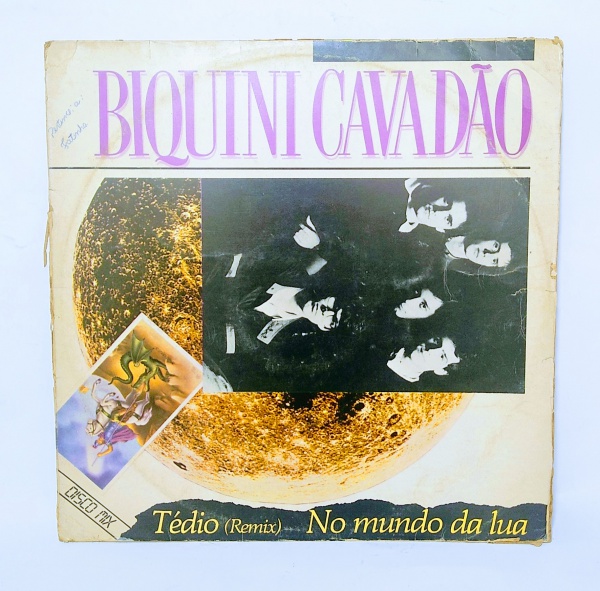 BIQUINI CAVADÃO
DISCO MIX
Tédio (Remix) No mundo da lua